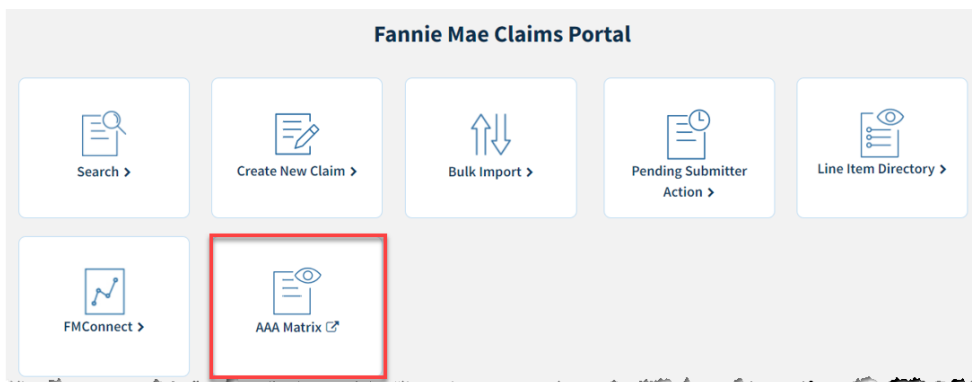 Fannie Mae Claims Portal
Search >
Create New Claim >
Bulk Import >
Pending Submitter
Action >
Line Item Directory >
FMConnect >
AAA Matrix